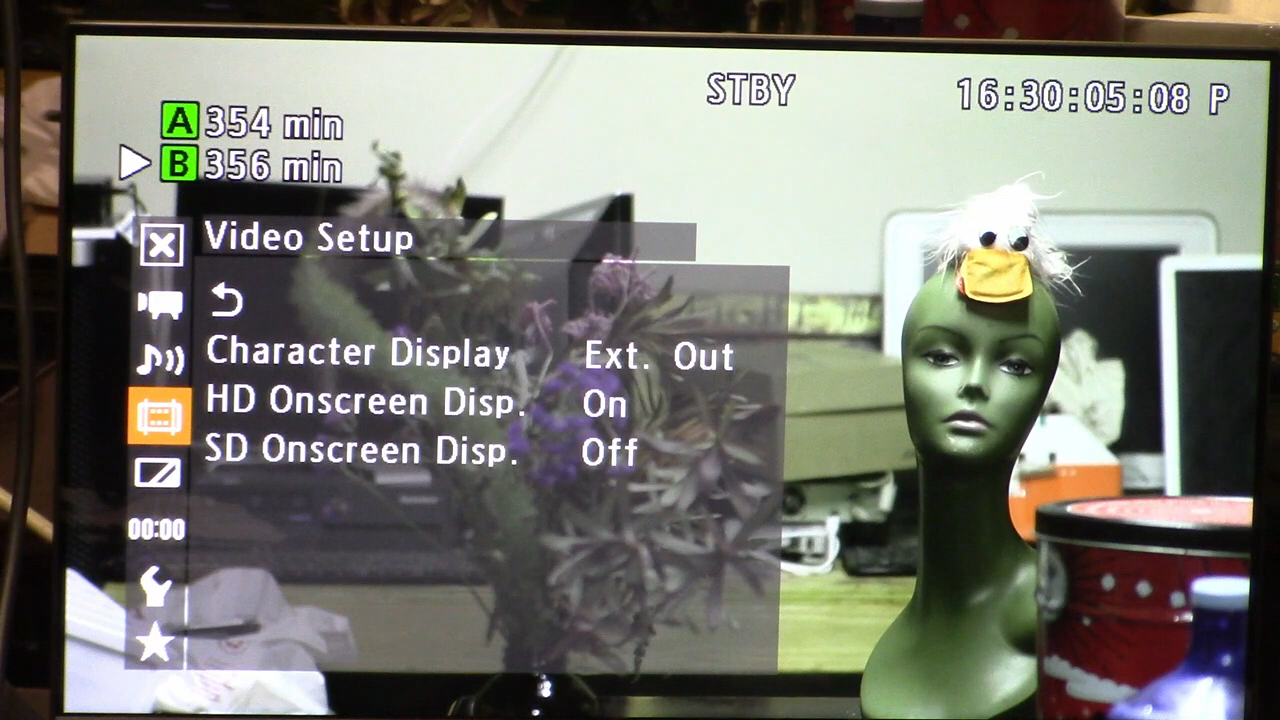 STBY
16:30:05:08 P
A 354 min
B 356 min
Video Setup
Character Display Ext. Out
HD Onscreen Disp. On
SD Onscreen Disp. Off
00:00